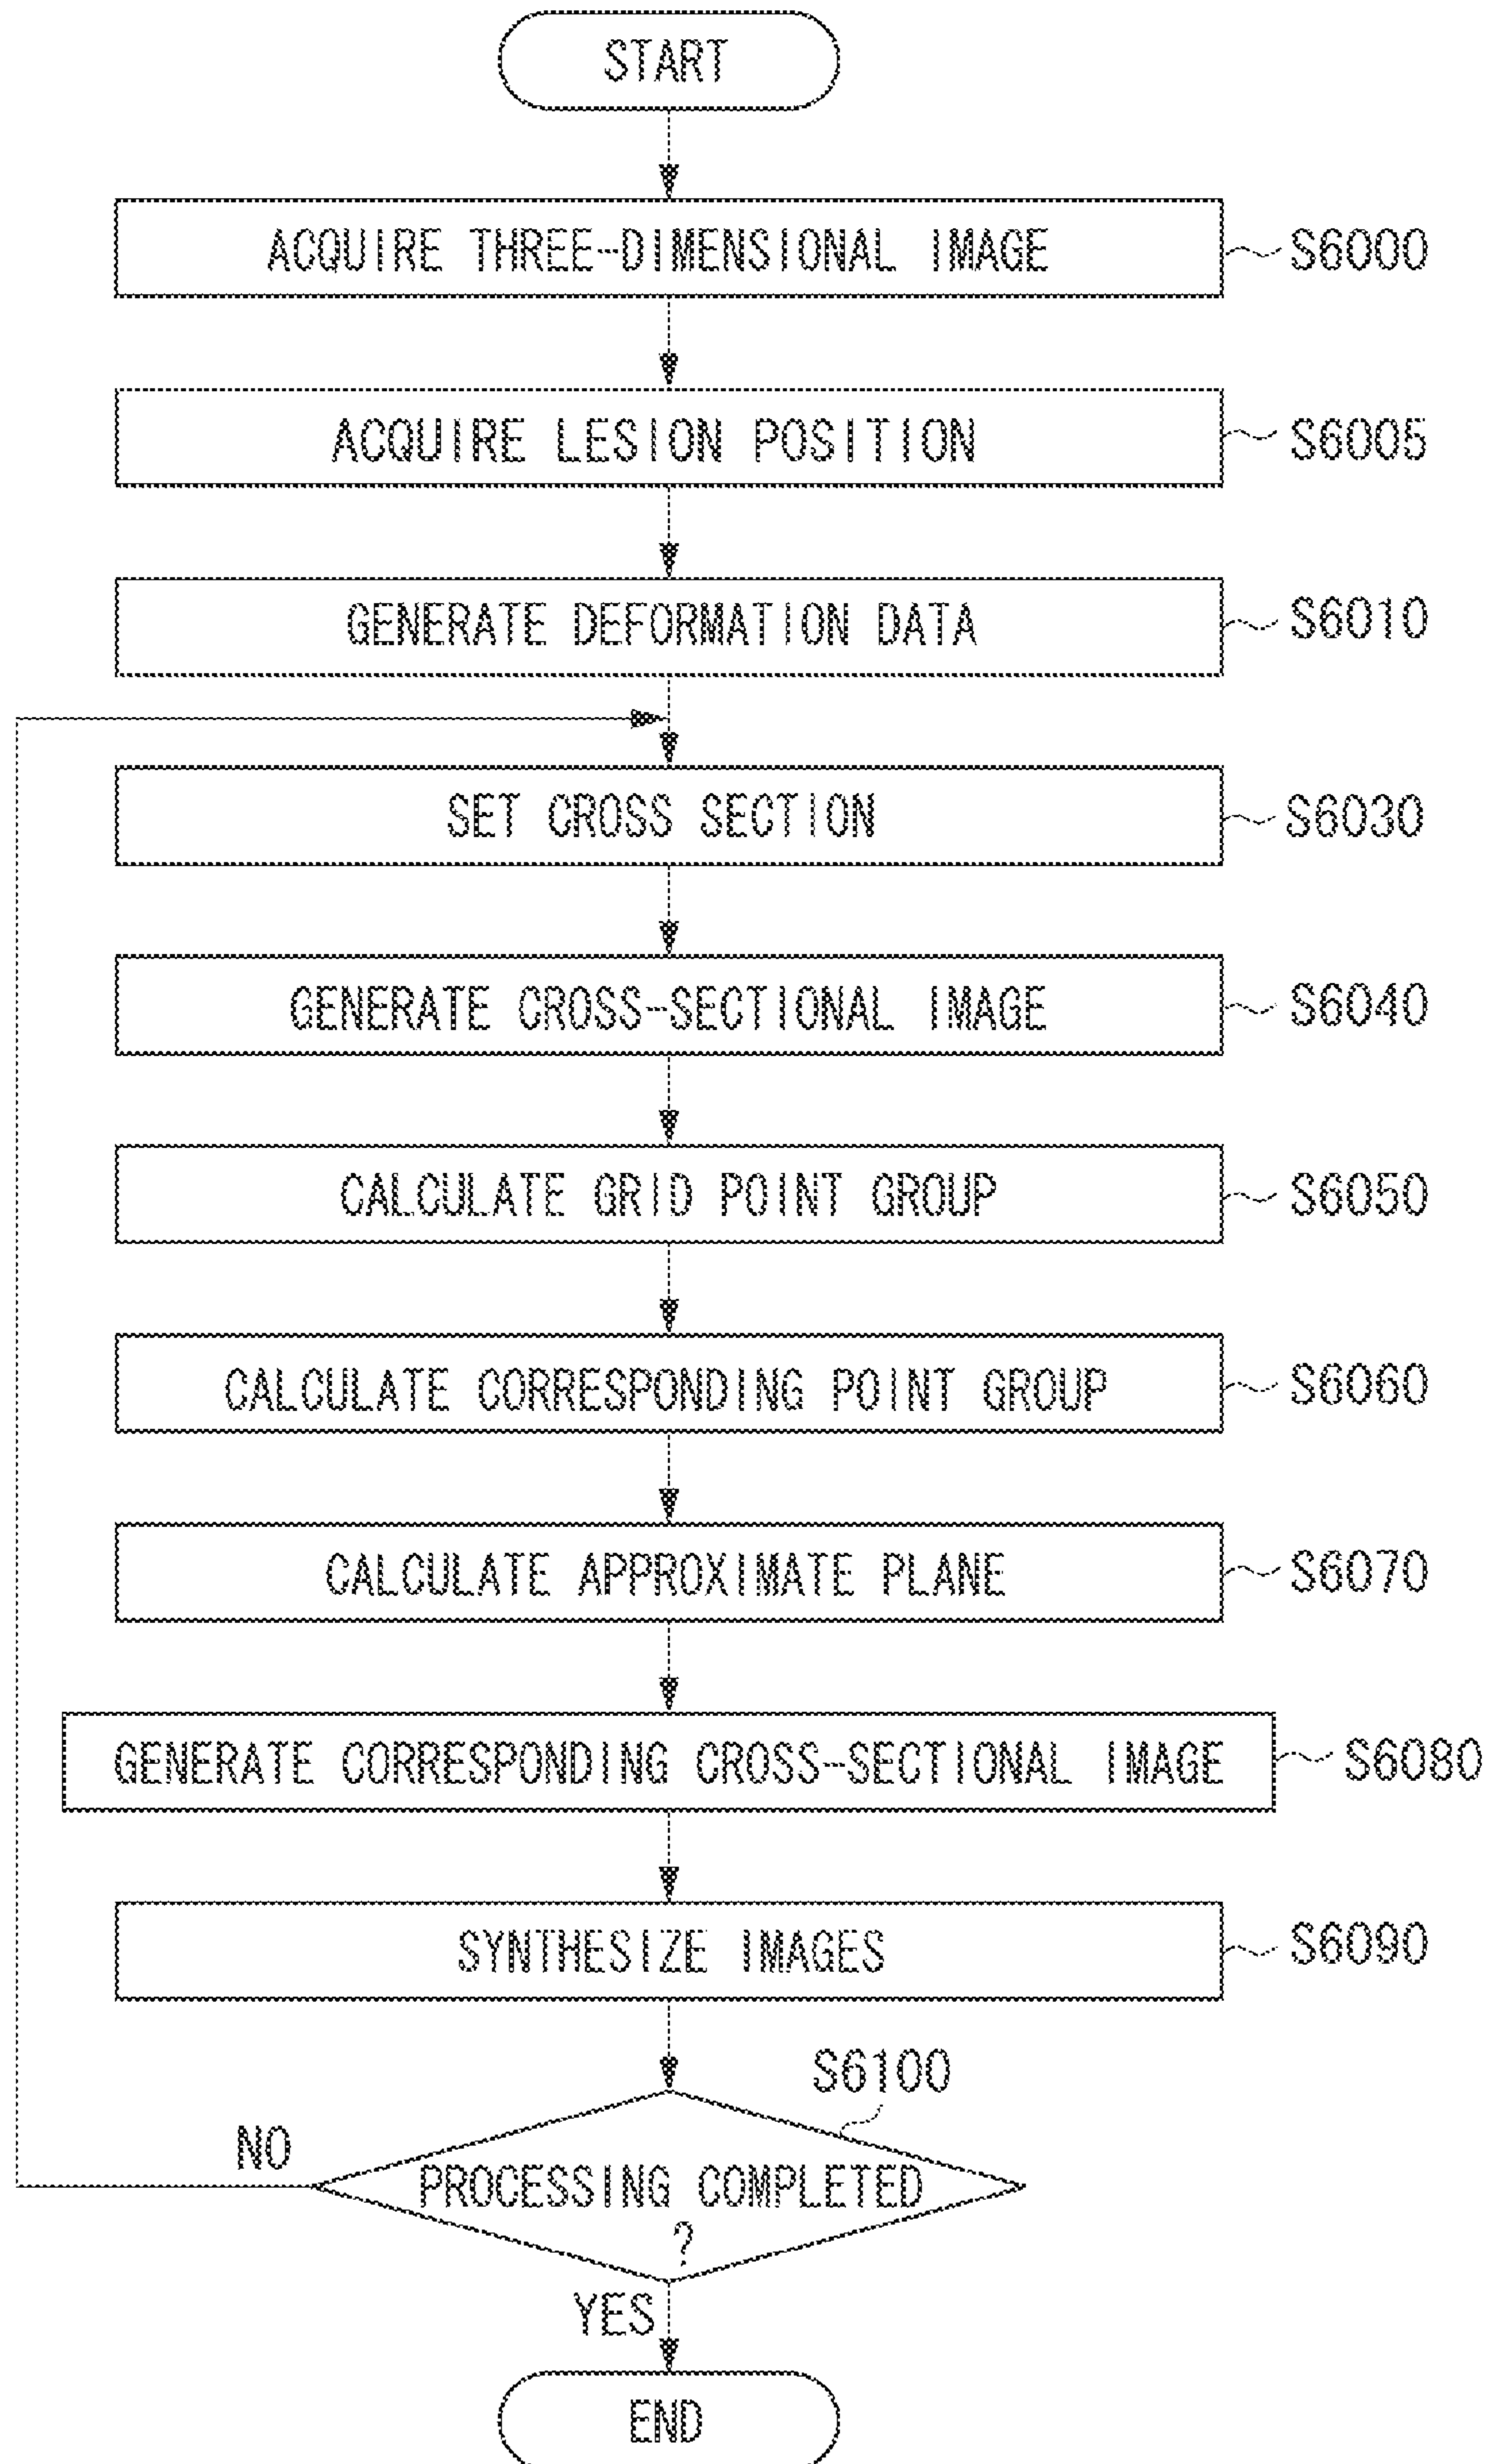 START
ACQUIRE THREE-DIMENSIONAL IMAGE
S6000
ACQUIRE LESION POSITION
S6005
GENERATE DEFORMATION DATA
S6010
SET CROSS SECTION
S6030
GENERATE CROSS-SECTIONAL IMAGE
S6040
CALCULATE GRID POINT GROUP
S6050
CALCULATE CORRESPONDING POINT GROUP
S6060
CALCULATE APPROXIMATE PLANE
S6070
GENERATE CORRESPONDING CROSS-SECTIONAL IMAGE
S6080
SYNTHESIZE IMAGES
S6090
S6100
NO
PROCESSING COMPLETED
?
YES
END